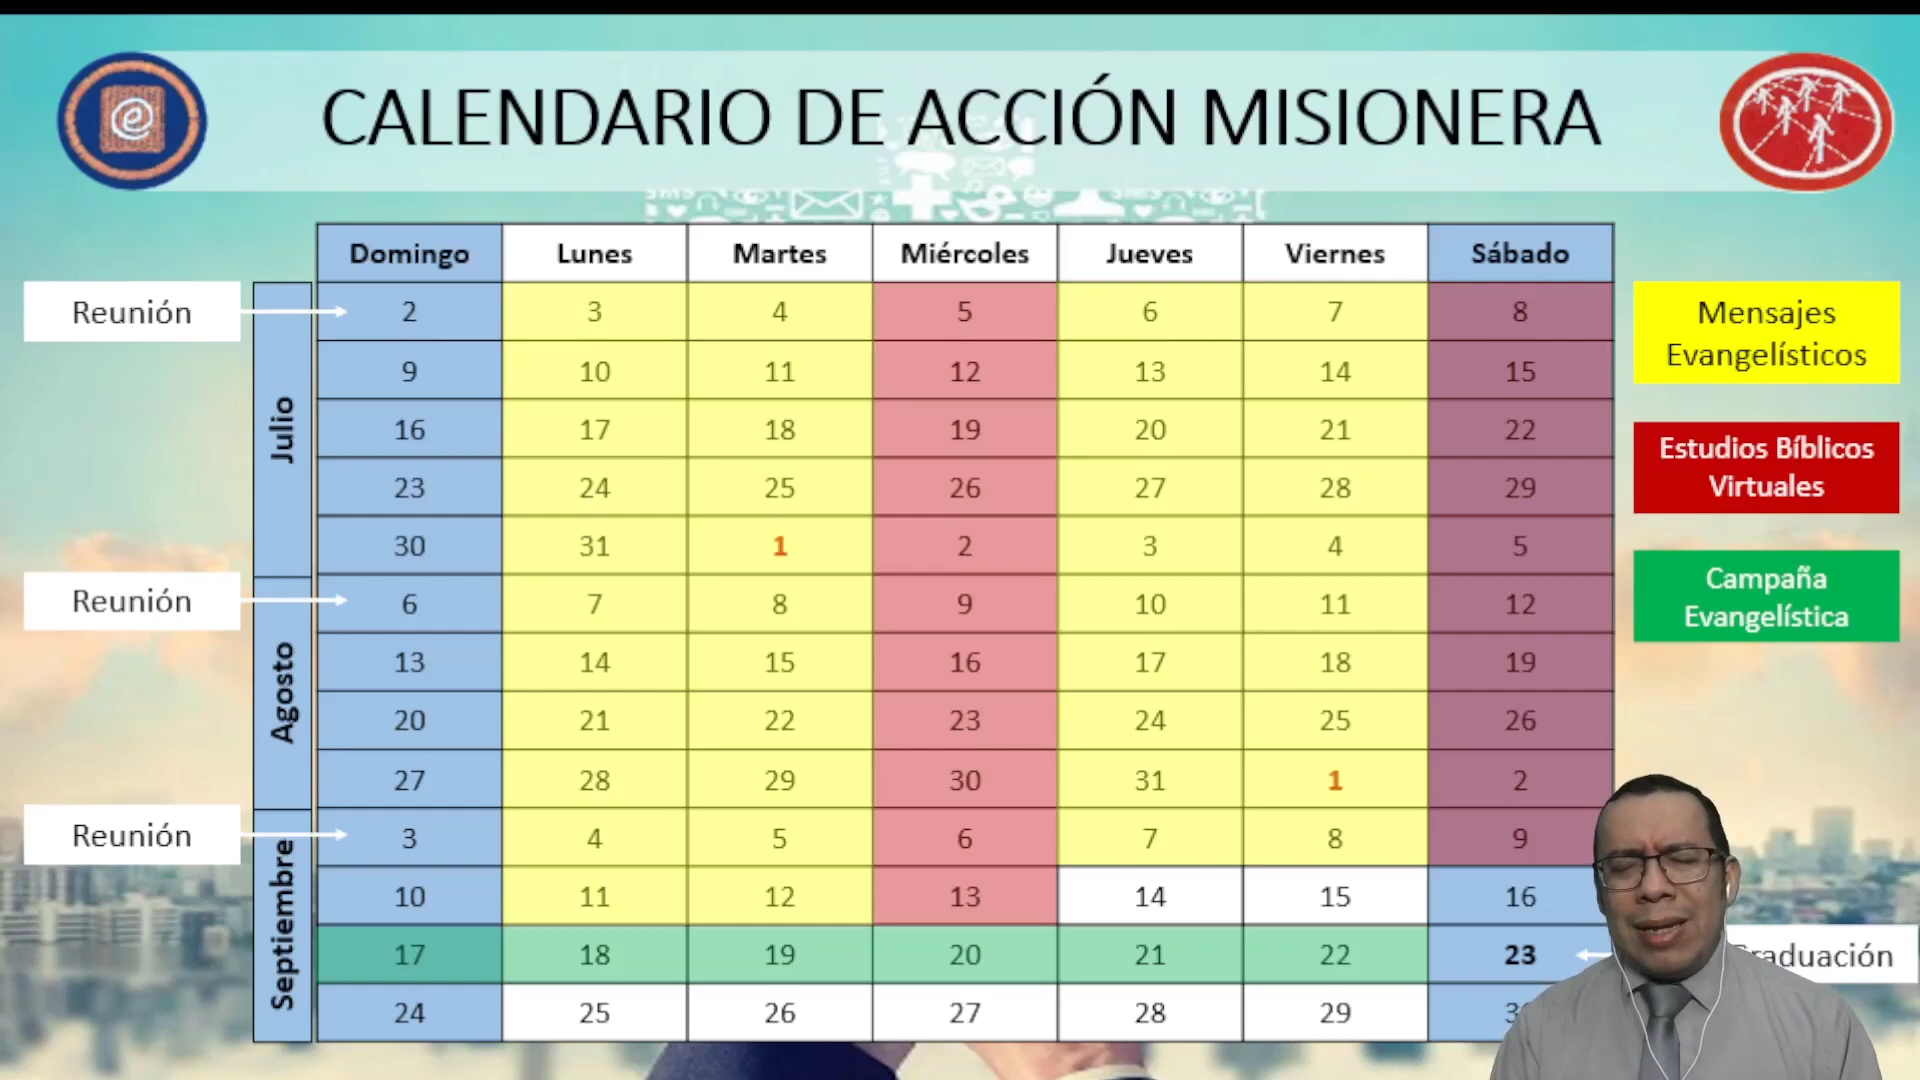 CALENDARIO DE ACCIÓN MISIONERA
Domingo Lunes Martes Miércoles Jueves Viernes Sábado
Reunión
Julio
2 3 4 5 6 7 8
9 10 11 12 13 14 15
16 17 18 19 20 21 22
23 24 25 26 27 28 29
30 31 1 2 3 4 5
Reunión
Agosto
6 7 8 9 10 11 12
13 14 15 16 17 18 19
20 21 22 23 24 25 26
27 28 29 30 31 1 2
Reunión
Septiembre
3 4 5 6 7 8 9
10 11 12 13 14 15 16
17 18 19 20 21 22 23
24 25 26 27 28 29
Mensajes
Evangelísticos
Estudios Bíblicos
Virtuales
Campaña
Evangelística